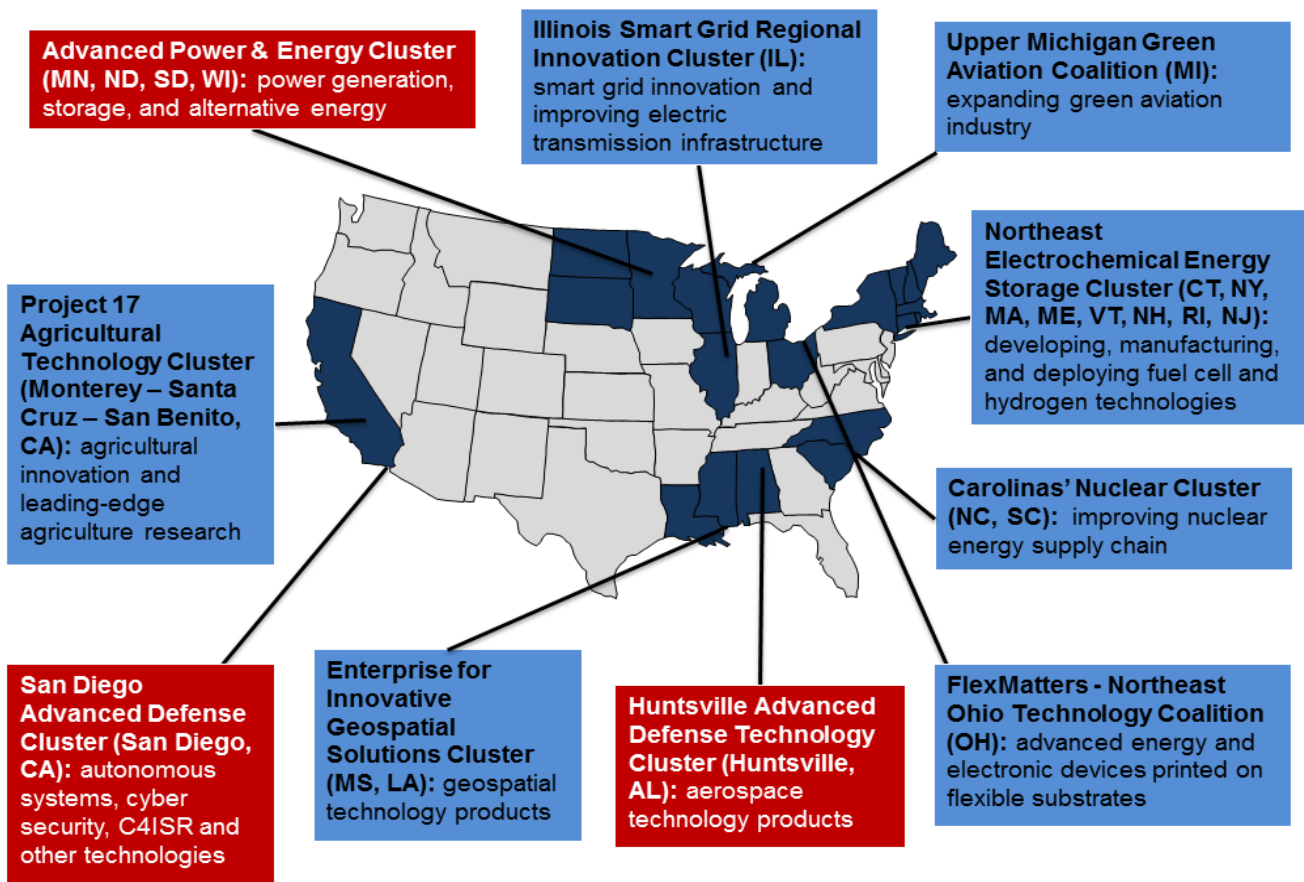 Advanced Power & Energy Cluster
(MN, ND, SD, WI): power generation,
storage, and alternative energy
Illinois Smart Grid Regional
Innovation Cluster (IL):
smart grid innovation and
improving electric
transmission infrastructure
Upper Michigan Green
Aviation Coalition (MI):
expanding green aviation
industry
Northeast
Electrochemical Energy
Storage Cluster (CT, NY,
MA, ME, VT, NH, RI, NJ):
developing, manufacturing,
and deploying fuel cell and
hydrogen technologies
Project 17
Agricultural
Technology Cluster
(Monterey – Santa
Cruz – San Benito,
CA): agricultural
innovation and
leading-edge
agriculture research
Carolinas' Nuclear Cluster
(NC, SC): improving nuclear
energy supply chain
San Diego
Advanced Defense
Cluster (San Diego,
CA): autonomous
systems, cyber
security, C4ISR and
other technologies
Enterprise for
Innovative
Geospatial
Solutions Cluster
(MS, LA): geospatial
technology products
Huntsville Advanced
Defense Technology
Cluster (Huntsville,
AL): aerospace
technology products
FlexMatters - Northeast
Ohio Technology Coalition
(OH): advanced energy and
electronic devices printed on
flexible substrates